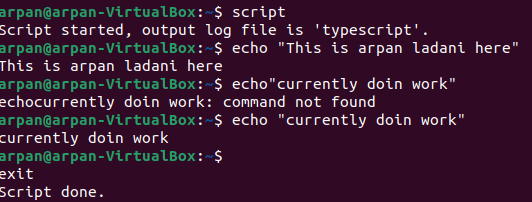 arpan@arpan-VirtualBox:~$ script
Script started, output log file is 'typescript'.
arpan@arpan-VirtualBox:~$ echo "This is arpan ladani here"
This is arpan ladani here
arpan@arpan-VirtualBox:~$ echo"currently doin work"
echocurrently doin work: command not found
arpan@arpan-VirtualBox:~$ echo "currently doin work"
currently doin work
arpan@arpan-VirtualBox:~$
exit
Script done.